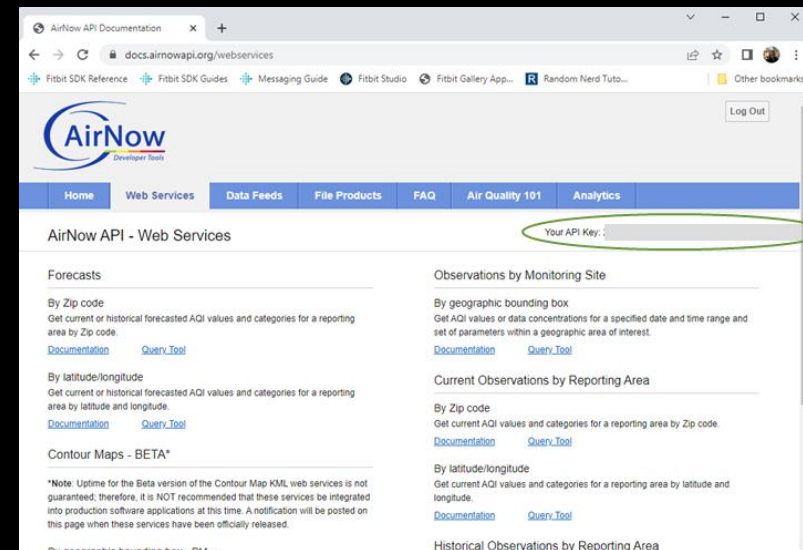 AirNow API Documentation
docs.airnowapi.org/webservices
Fitbit SDK Reference Fitbit SDK Guides Messaging Guide Fitbit Studio Fitbit Gallery App... Random Nerd Tuto... Other bookmarks
Log Out
AirNow
Developer Tools
Home Web Services Data Feeds File Products FAQ Air Quality 101 Analytics
AirNow API - Web Services
Your API Key:
Forecasts
By Zip code
Get current or historical forecasted AQI values and categories for a reporting
area by Zip code.
Documentation Query Tool
By latitude/longitude
Get current or historical forecasted AQI values and categories for a reporting
area by latitude and longitude.
Documentation Query Tool
Contour Maps - BETA*
*Note: Uptime for the Beta version of the Contour Map KML web services is not
guaranteed; therefore, it is NOT recommended that these services be integrated
into production software applications at this time. A notification will be posted on
this page when these services have been officially released.
Observations by Monitoring Site
By geographic bounding box
Get AQI values or data concentrations for a specified date and time range and
set of parameters within a geographic area of interest.
Documentation Query Tool
Current Observations by Reporting Area
By Zip code
Get current AQI values and categories for a reporting area by Zip code.
Documentation Query Tool
By latitude/longitude
Get current AQI values and categories for a reporting area by latitude and
longitude.
Documentation Query Tool
Historical Observations by Reporting Area